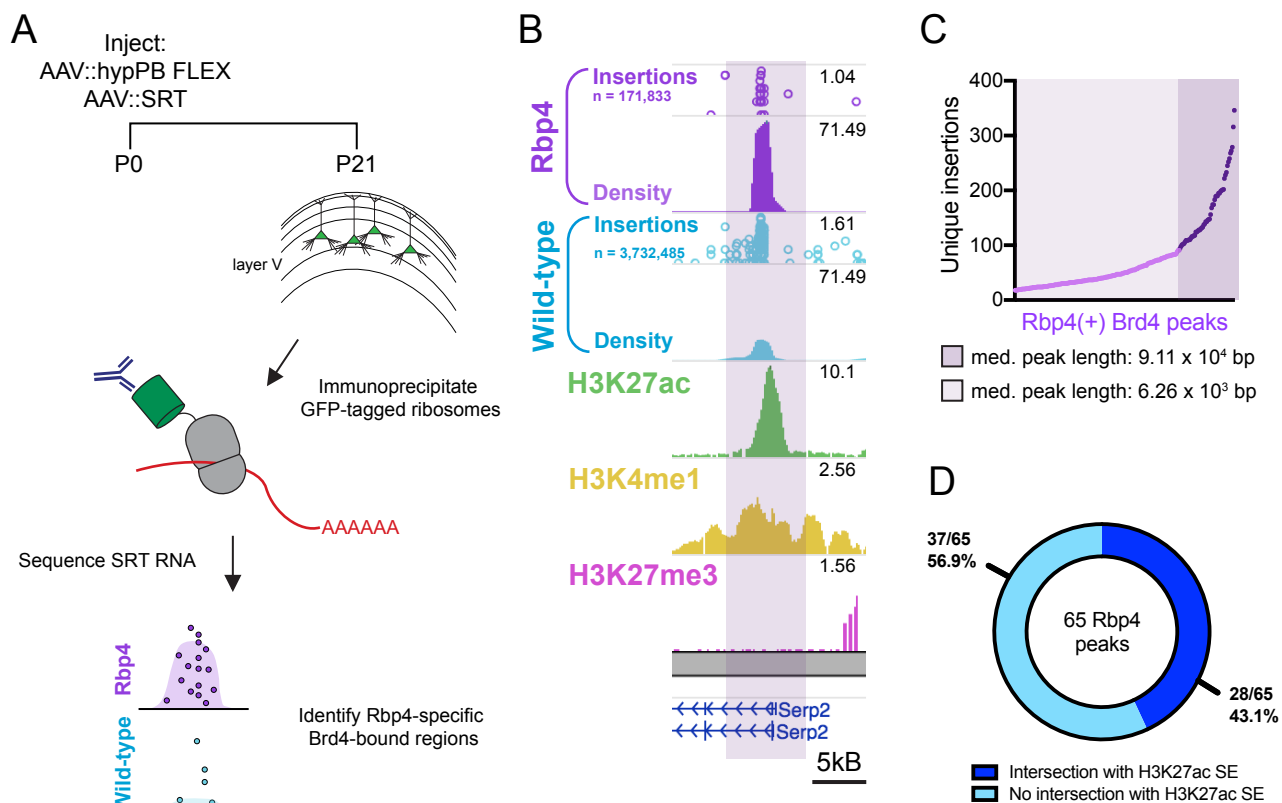 A
Inject:
AAV::hypPB FLEX
AAV::SRT
P0
P21
layer V
Immunoprecipitate
GFP-tagged ribosomes
AAAAAA
Sequence SRT RNA
Rbp4
Wild-type
Identify Rbp4-specific
Brd4-bound regions
B
Rbp4
Insertions
n = 171,833
1.04
71.49
Density
Wild-type
Insertions
n = 3,732,485
1.61
71.49
Density
H3K27ac
10.1
H3K4me1
2.56
H3K27me3
1.56
Serp2
Serp2
5kB
C
Unique insertions
400
300
200
100
0
Rbp4(+) Brd4 peaks
med. peak length: 9.11 x 10⁴ bp
med. peak length: 6.26 x 10³ bp
D
37/65
56.9%
65 Rbp4
peaks
28/65
43.1%
Intersection with H3K27ac SE
No intersection with H3K27ac SE